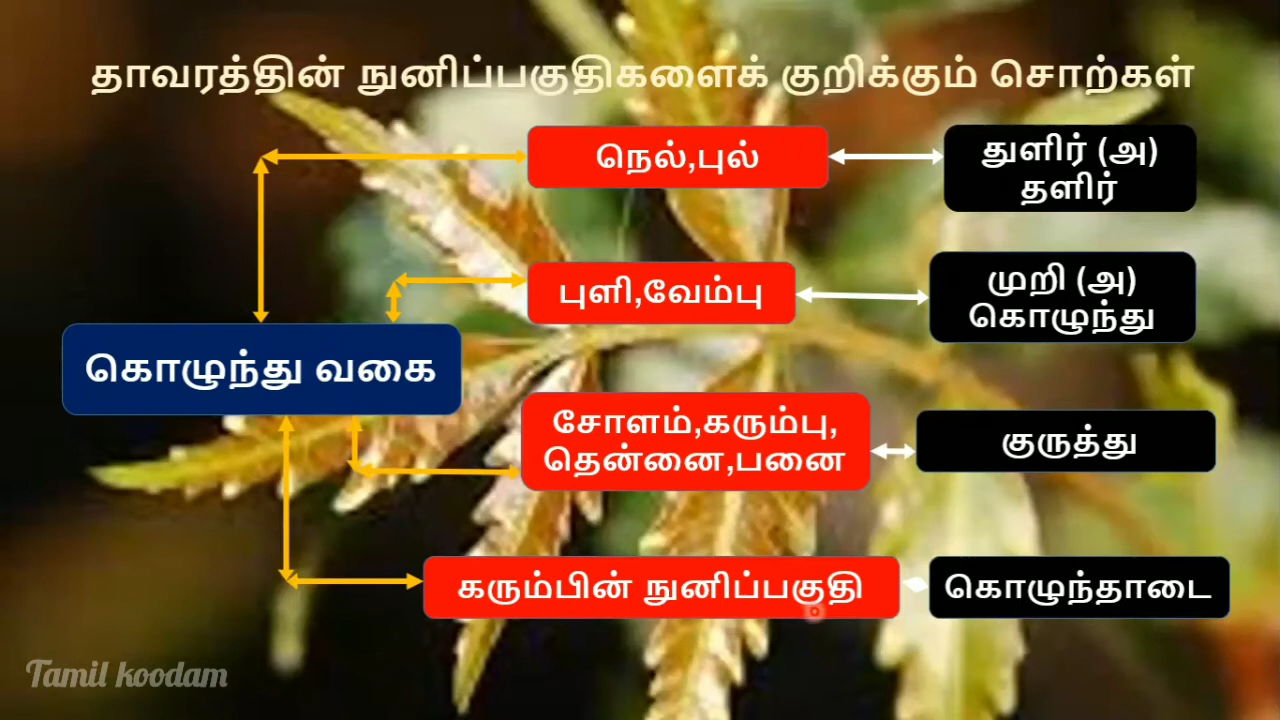 தாவரத்தின் நுனிப்பகுதிகளைக் குறிக்கும் சொற்கள்
நெல்,புல்
துளிர் (அ)
தளிர்
புளி,வேம்பு
முறி (அ)
கொழுந்து
கொழுந்து வகை
சோளம்,கரும்பு,
தென்னை,பனை
குருத்து
கரும்பின் நுனிப்பகுதி
கொழுந்தாடை
Tamil koodam